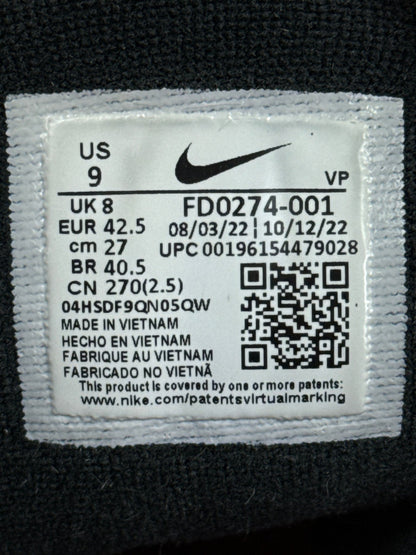 US
9
VP
UK 8
FD0274-001
EUR 42.5
08/03/22 | 10/12/22
cm 27
UPC 00196154479028
BR 40.5
CN 270(2.5)
04HSDF9QN05QW
MADE IN VIETNAM
HECHO EN VIETNAM
FABRIQUE AU VIETNAM
FABRICADO NO VIETNÃ
This product is covered by one or more patents:
www.nike.com/patentsvirtualmarking